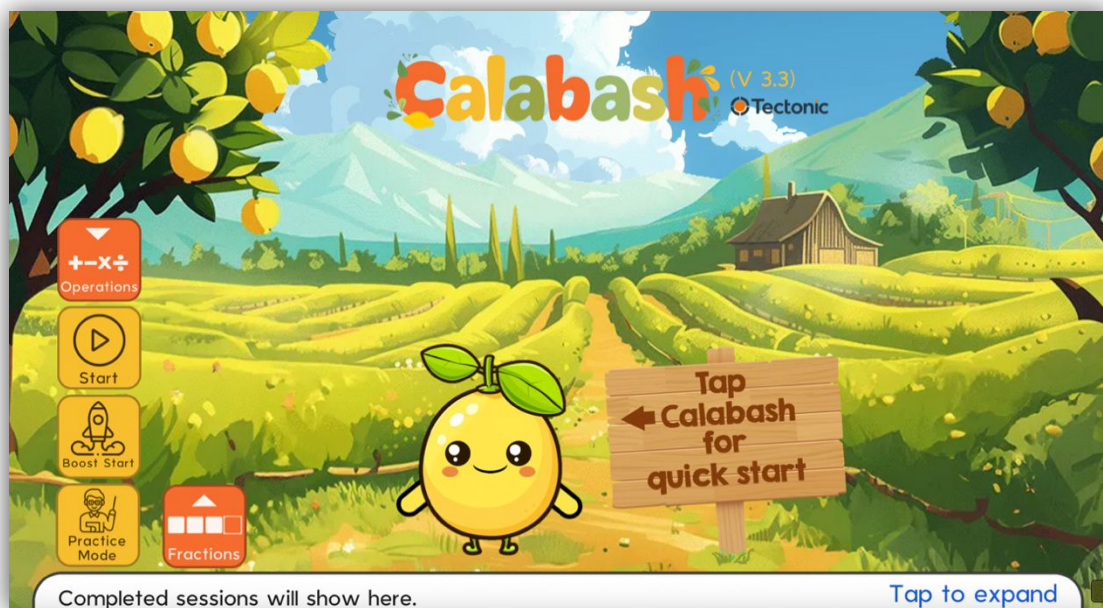 Calabash
(V 3.3)
Tectonic
+−×÷
Operations
Start
Boost Start
Practice
Mode
Fractions
Tap
Calabash
for
quick start
Completed sessions will show here.
Tap to expand